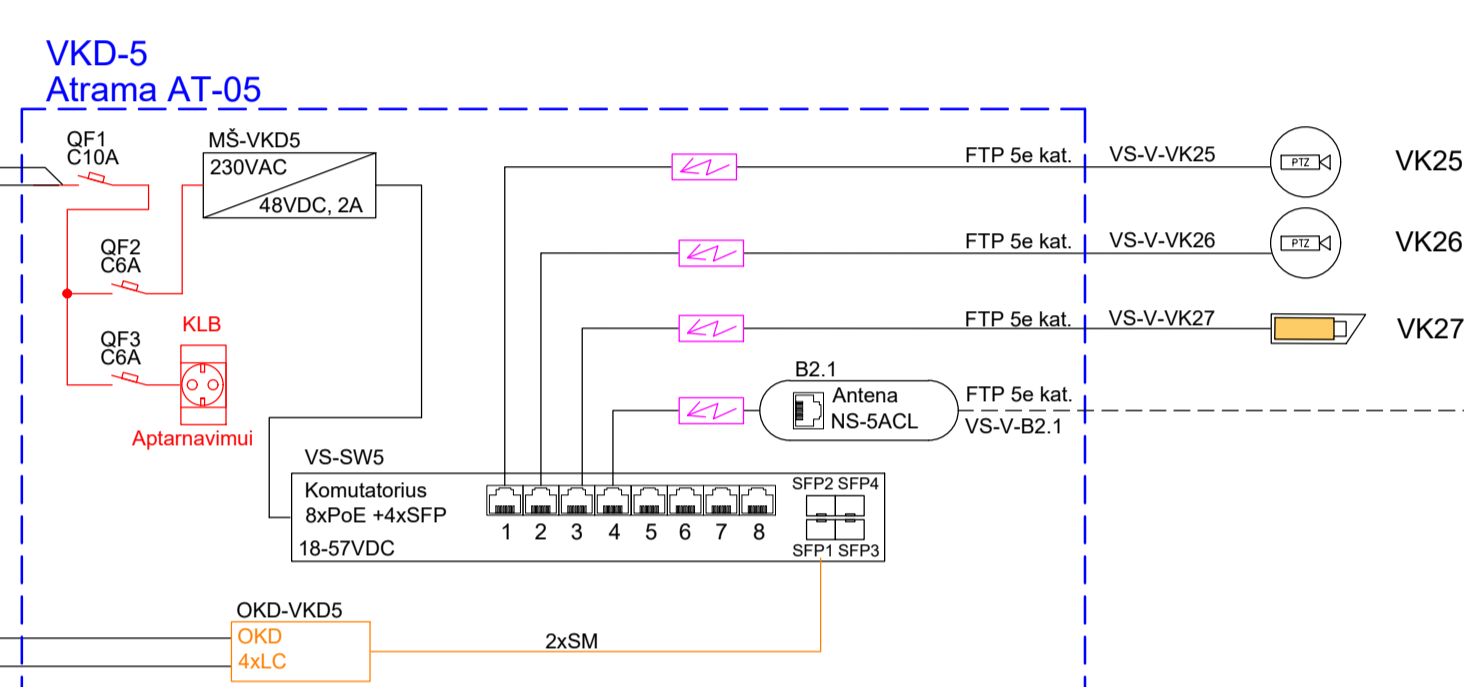 VKD-5
Atrama AT-05
QF1
C10A
MŠ-VKD5
230VAC
48VDC, 2A
FTP 5e kat.
VS-V-VK25
PTZ
VK25
QF2
C6A
FTP 5e kat.
VS-V-VK26
PTZ
VK26
KLB
QF3
C6A
FTP 5e kat.
VS-V-VK27
VK27
B2.1
Antena
NS-5ACL
FTP 5e kat.
VS-V-B2.1
Aptarnavimui
VS-SW5
Komutatorius
8xPoE +4xSFP
18-57VDC
1 2 3 4 5 6 7 8
SFP2 SFP4
SFP1 SFP3
OKD-VKD5
OKD
4xLC
2xSM